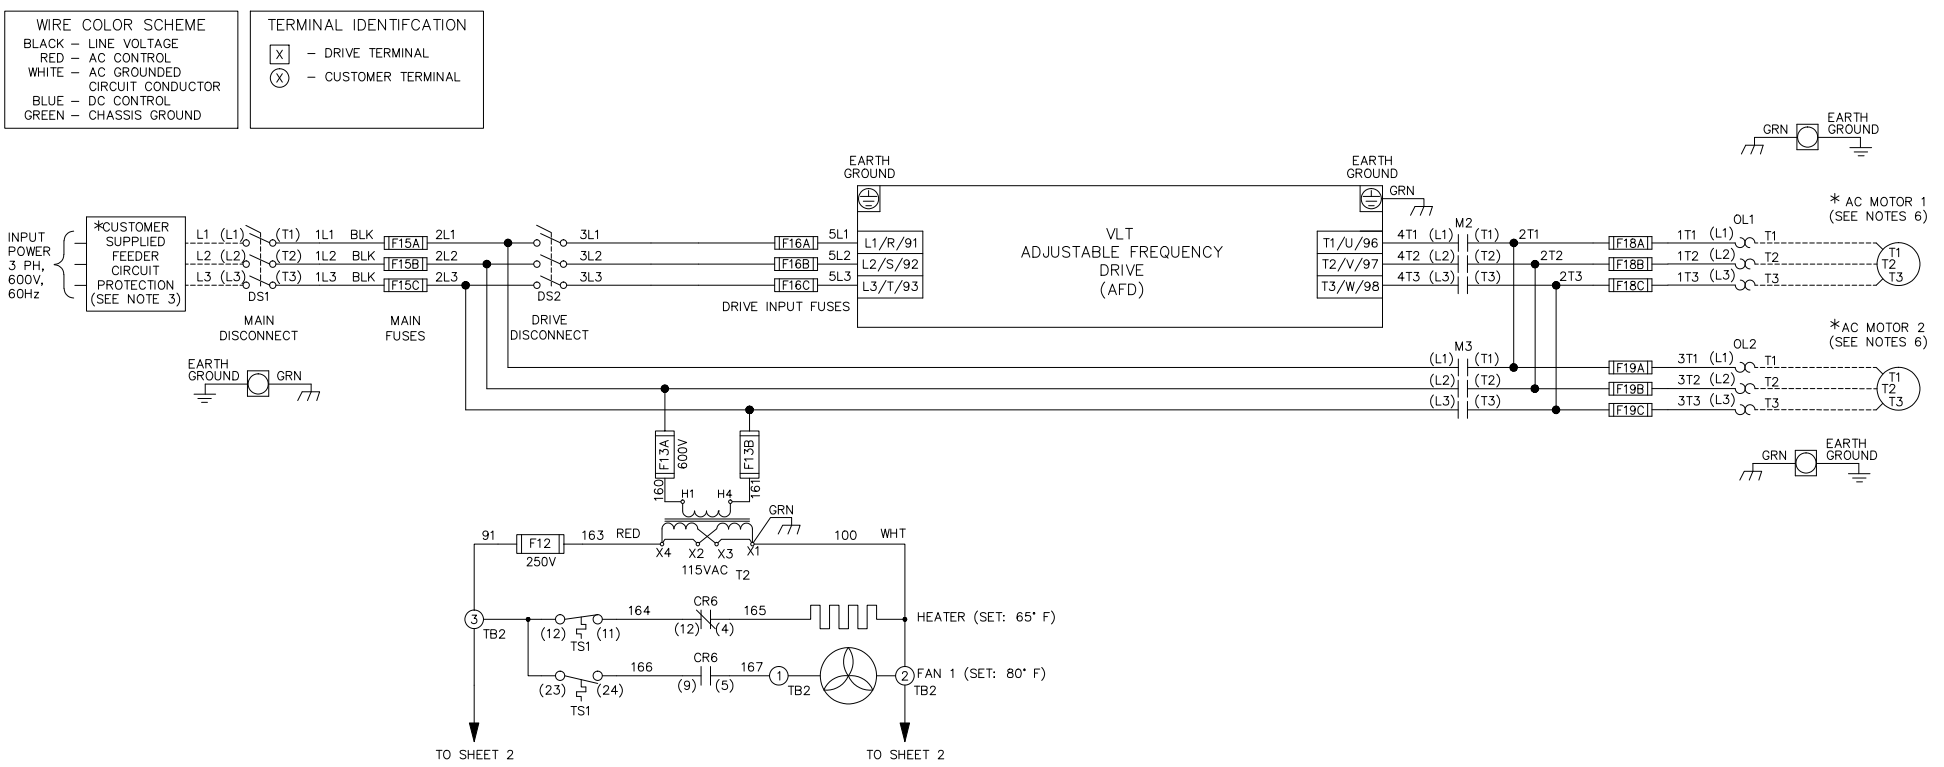 WIRE COLOR SCHEME
BLACK – LINE VOLTAGE
RED – AC CONTROL
WHITE – AC GROUNDED
CIRCUIT CONDUCTOR
BLUE – DC CONTROL
GREEN – CHASSIS GROUND
TERMINAL IDENTIFCATION
X – DRIVE TERMINAL
X – CUSTOMER TERMINAL
GRN
EARTH
GROUND
INPUT
POWER
3 PH,
600V,
60Hz
*CUSTOMER
SUPPLIED
FEEDER
CIRCUIT
PROTECTION
(SEE NOTE 3)
L1 (L1) (T1) 1L1 BLK F15A 2L1
L2 (L2) (T2) 1L2 BLK F15B 2L2
L3 (L3) (T3) 1L3 BLK F15C 2L3
DS1
MAIN
DISCONNECT
MAIN
FUSES
EARTH
GROUND
GRN
3L1
3L2
3L3
DS2
DRIVE
DISCONNECT
F16A 5L1
F16B 5L2
F16C 5L3
DRIVE INPUT FUSES
EARTH
GROUND
L1/R/91
L2/S/92
L3/T/93
VLT
ADJUSTABLE FREQUENCY
DRIVE
(AFD)
EARTH
GROUND
GRN
T1/U/96
T2/V/97
T3/W/98
M2
4T1 (L1) (T1) 2T1
4T2 (L2) (T2) 2T2
4T3 (L3) (T3) 2T3
OL1
F18A 1T1 (L1) T1
F18B 1T2 (L2) T2
F18C 1T3 (L3) T3
* AC MOTOR 1
(SEE NOTES 6)
T1
T2
T3
M3
(L1) (T1)
(L2) (T2)
(L3) (T3)
OL2
F19A 3T1 (L1) T1
F19B 3T2 (L2) T2
F19C 3T3 (L3) T3
*AC MOTOR 2
(SEE NOTES 6)
T1
T2
T3
GRN
EARTH
GROUND
F13A
600V
F13B
160
161
H1 H4
GRN
91 F12 163 RED
250V
X4 X2 X3 X1
115VAC T2
100 WHT
3
TB2
(12) (11)
TS1
164
CR6
(12) (4)
165
HEATER (SET: 65° F)
(23) (24)
TS1
166
CR6
(9) (5)
167
1
TB2
2
TB2
FAN 1 (SET: 80° F)
TO SHEET 2
TO SHEET 2